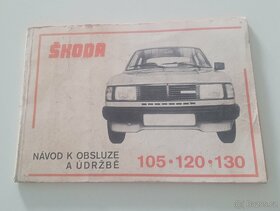 ŠKODA
NÁVOD K OBSLUZE
A ÚDRŽBĚ
105 • 120 • 130